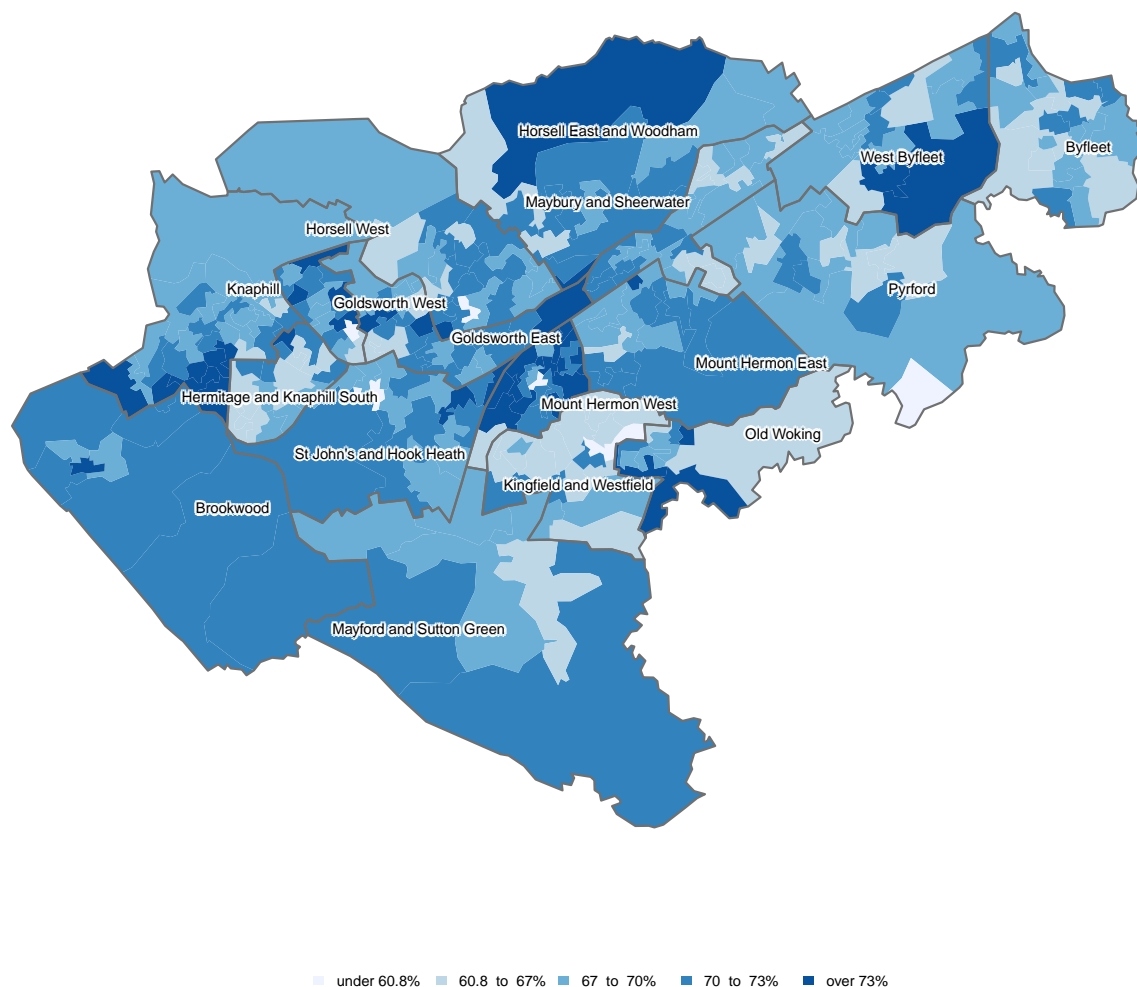 Horsell East and Woodham
West Byfleet
Byfleet
Maybury and Sheerwater
Horsell West
Knaphill
Goldsworth West
Pyrford
Goldsworth East
Mount Hermon East
Hermitage and Knaphill South
Mount Hermon West
Old Woking
St John's and Hook Heath
Kingfield and Westfield
Brookwood
Mayford and Sutton Green
under 60.8% 60.8 to 67% 67 to 70% 70 to 73% over 73%